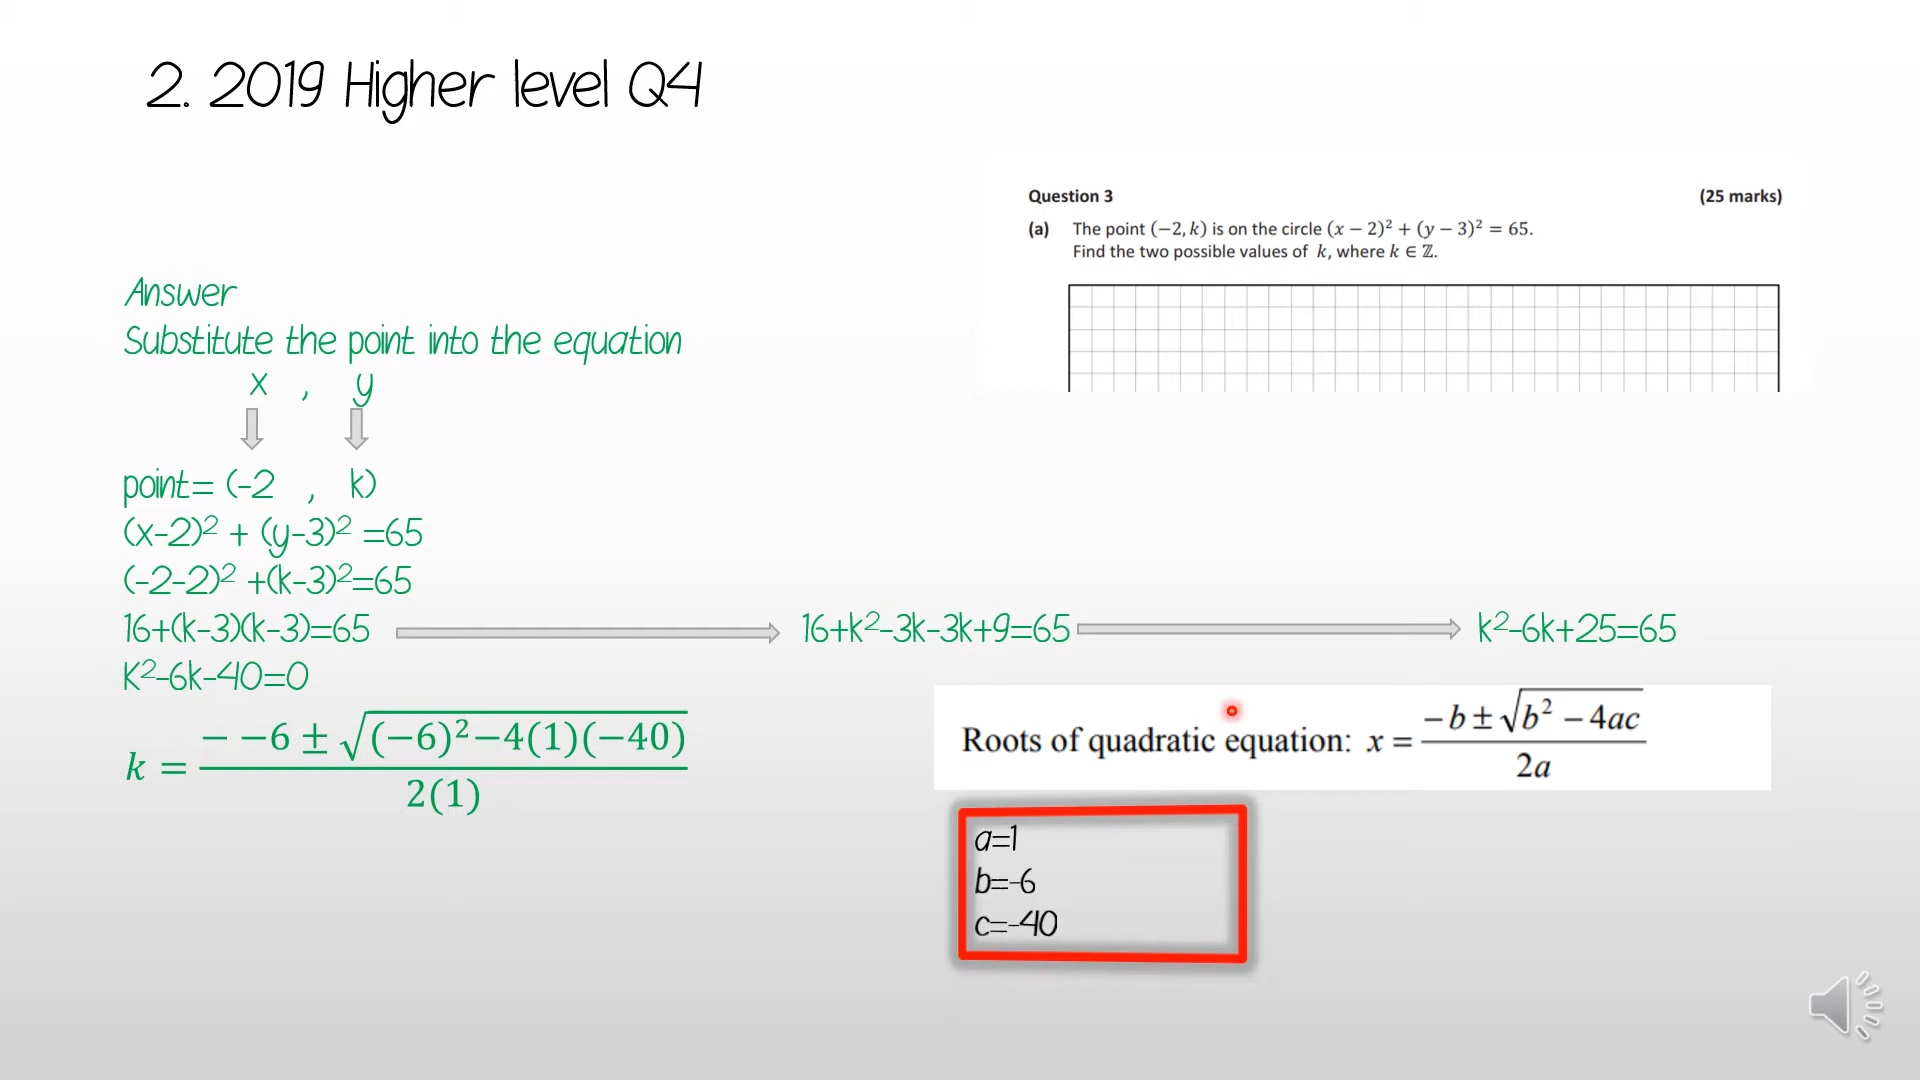 2. 2019 Higher level Q4
Question 3 (25 marks)
(a) The point (−2, k) is on the circle (x − 2)² + (y − 3)² = 65.
Find the two possible values of k, where k ∈ ℤ.
Answer
Substitute the point into the equation
x , y
point= (-2 , k)
(x-2)² + (y-3)² =65
(-2-2)² +(k-3)²=65
16+(k-3)(k-3)=65 16+k²-3k-3k+9=65 k²-6k+25=65
K²-6k-40=0
k = (− −6 ± √((−6)²−4(1)(−40))) / 2(1)
Roots of quadratic equation: x = (−b ± √(b² − 4ac)) / 2a
a=1
b=-6
c=-40